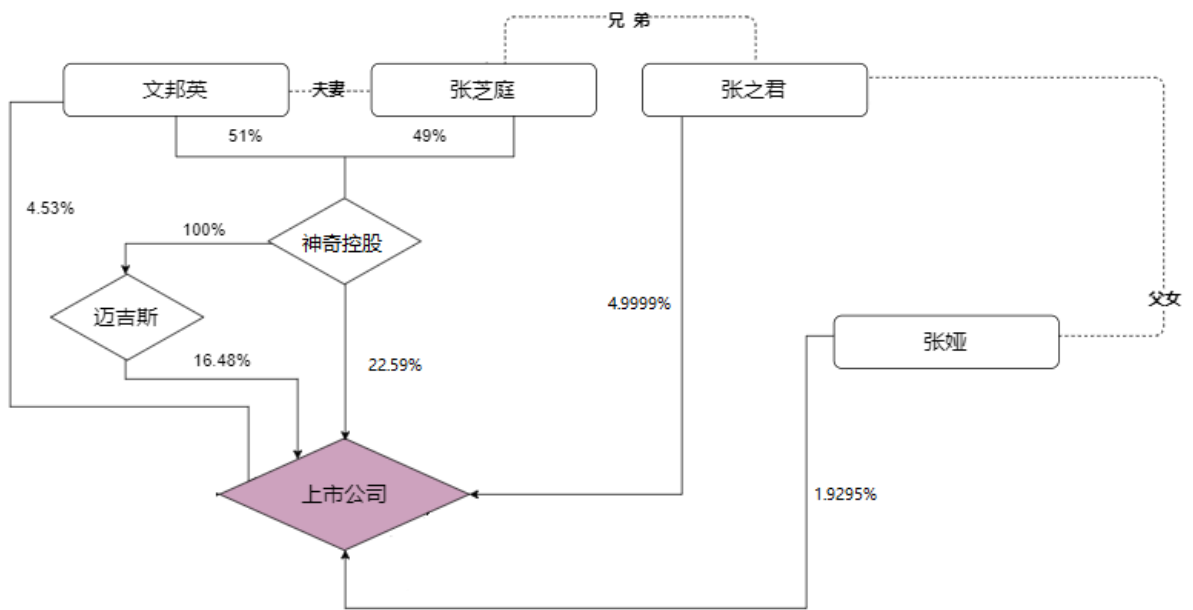 兄 弟
文邦英
夫妻
张芝庭
张之君
51%
49%
4.53%
100%
神奇控股
迈吉斯
4.9999%
父女
张娅
16.48%
22.59%
上市公司
1.9295%